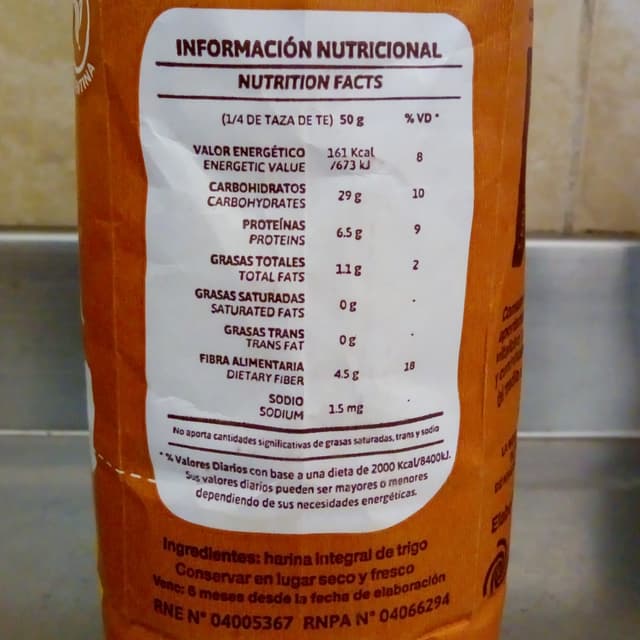 INFORMACIÓN NUTRICIONAL
NUTRITION FACTS
(1/4 DE TAZA DE TE) 50 g % VD *
VALOR ENERGÉTICO 161 Kcal 8
ENERGETIC VALUE /673 kJ
CARBOHIDRATOS 29 g 10
CARBOHYDRATES
PROTEÍNAS 6.5 g 9
PROTEINS
GRASAS TOTALES 1.1 g 2
TOTAL FATS
GRASAS SATURADAS 0 g -
SATURATED FATS
GRASAS TRANS 0 g -
TRANS FAT
FIBRA ALIMENTARIA 4.5 g 18
DIETARY FIBER
SODIO 1.5 mg -
SODIUM
No aporta cantidades significativas de grasas saturadas, trans y sodio
* % Valores Diarios con base a una dieta de 2000 Kcal/8400kJ.
Sus valores diarios pueden ser mayores o menores
dependiendo de sus necesidades energéticas.
Ingredientes: harina integral de trigo
Conservar en lugar seco y fresco
Venc: 6 meses desde la fecha de elaboración
RNE N° 04005367 RNPA N° 04066294